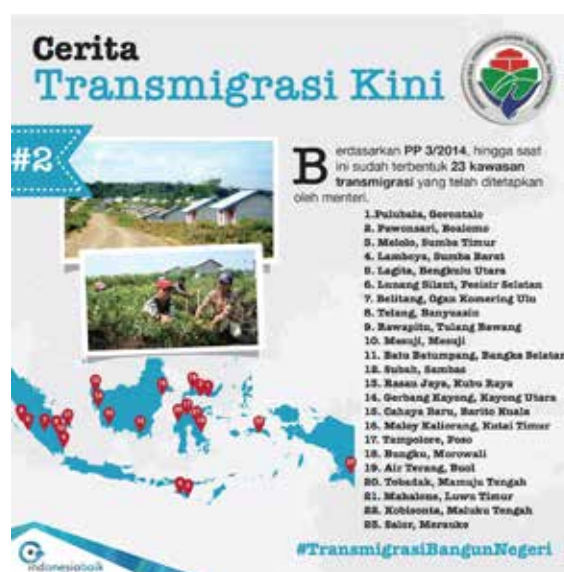 Cerita
Transmigrasi Kini
#2
Berdasarkan PP 3/2014, hingga saat
ini sudah terbentuk 23 kawasan
transmigrasi yang telah ditetapkan
oleh menteri.
1.Pulubala, Gorontalo
2. Pawonsari, Boalemo
3. Melolo, Sumba Timur
4. Lamboya, Sumba Barat
5. Lagita, Bengkulu Utara
6. Lunang Silaut, Pesisir Selatan
7. Belitang, Ogan Komering Ulu
8. Telang, Banyuasin
9. Rawapitu, Tulang Bawang
10. Mesuji, Mesuji
11. Batu Batumpang, Bangka Selatan
12. Subah, Sambas
13. Rasau Jaya, Kubu Raya
14. Gerbang Kayong, Kayong Utara
15. Cahaya Baru, Barito Kuala
16. Maloy Kaliorang, Kutai Timur
17. Tampolore, Poso
18. Bungku, Morowali
19. Air Terang, Buol
20. Tobadak, Mamuju Tengah
21. Mahalona, Luwu Timur
22. Kobisonta, Maluku Tengah
23. Salor, Merauke
#TransmigrasiBangunNegeri
indonesiabaik